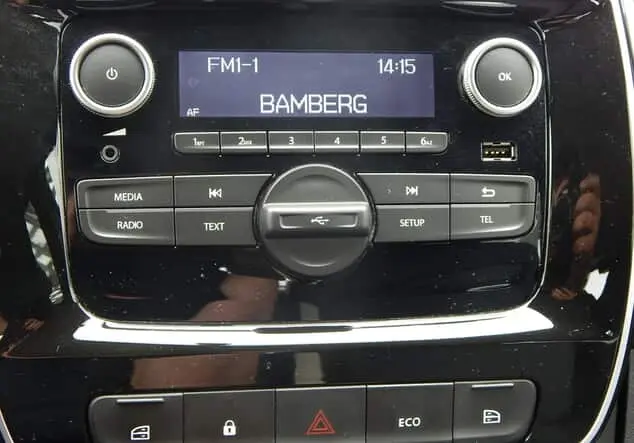 FM1-1 14:15
AF BAMBERG
OK
1 2 3 4 5 6
MEDIA
RADIO TEXT SETUP TEL
ECO